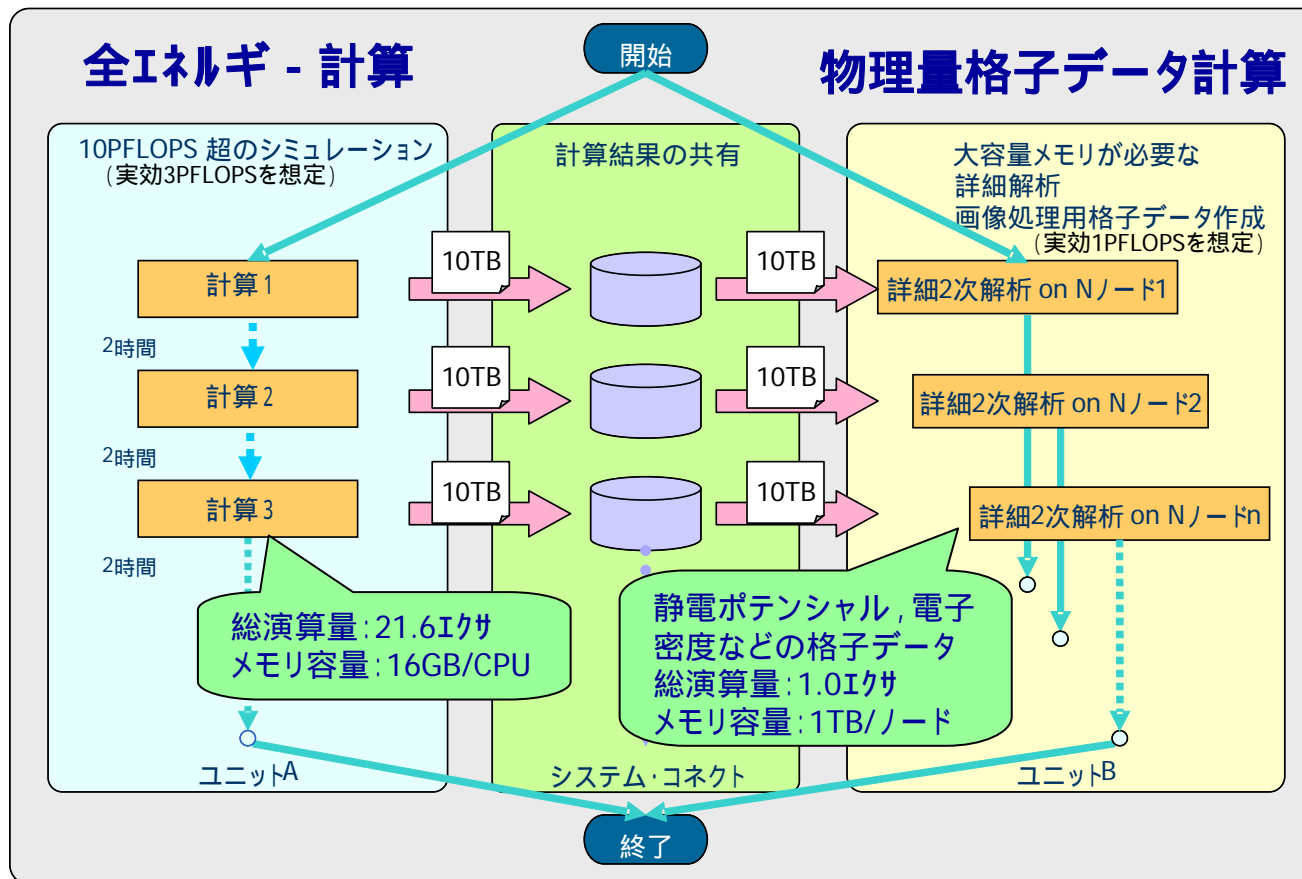 開始
全エネルギ - 計算
物理量格子データ計算
10PFLOPS 超のシミュレーション
(実効3PFLOPSを想定)
計算1
2時間
計算2
2時間
計算3
2時間
総演算量:21.6エクサ
メモリ容量:16GB/CPU
ユニットA
計算結果の共有
10TB
10TB
10TB
10TB
10TB
10TB
システム・コネクト
大容量メモリが必要な
詳細解析
画像処理用格子データ作成
(実効1PFLOPSを想定)
詳細2次解析 on Nノード1
詳細2次解析 on Nノード2
詳細2次解析 on Nノードn
静電ポテンシャル,電子
密度などの格子データ
総演算量:1.0エクサ
メモリ容量:1TB/ノード
ユニットB
終了